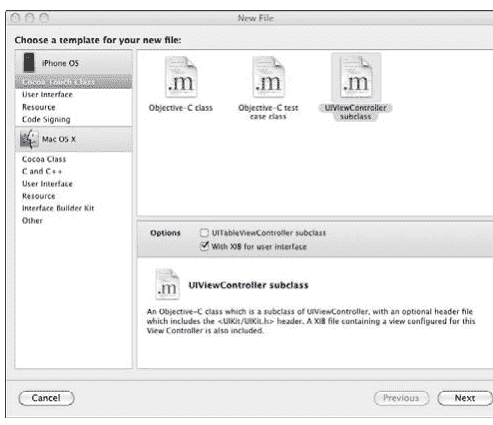 New File
Choose a template for your new file:
iPhone OS
Cocoa Touch Class
User Interface
Resource
Code Signing
Mac OS X
Cocoa Class
C and C++
User Interface
Resource
Interface Builder Kit
Other
.m
Objective-C class
.m
Objective-C test
case class
.m
UIViewController
subclass
Options
UITableViewController subclass
With XIB for user interface
.m
UIViewController subclass
An Objective-C class which is a subclass of UIViewController, with an optional header file
which includes the <UIKit/UIKit.h> header. A XIB file containing a view configured for this
View Controller is also included.
Cancel
Previous
Next